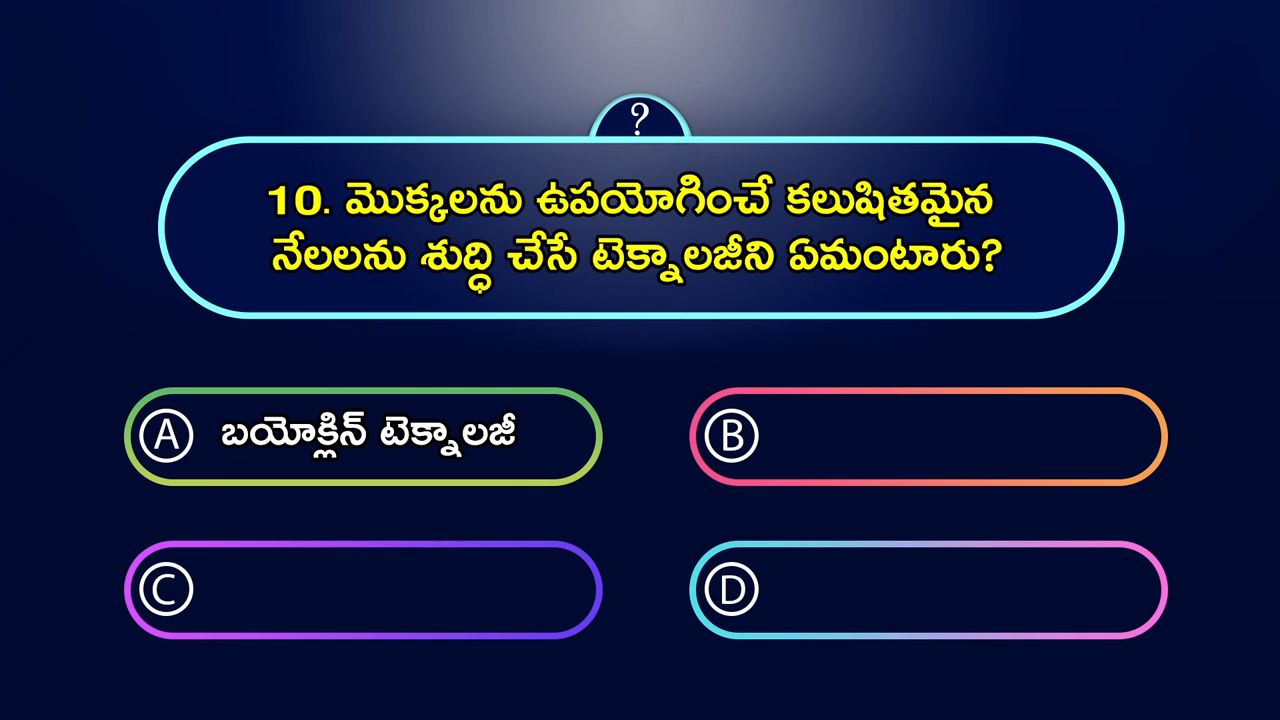 ?
10. మొక్కలను ఉపయోగించే కలుషితమైన
నేలలను శుద్ధి చేసే టెక్నాలజీని ఏమంటారు?
A బయోక్లిన్ టెక్నాలజీ
B
C
D